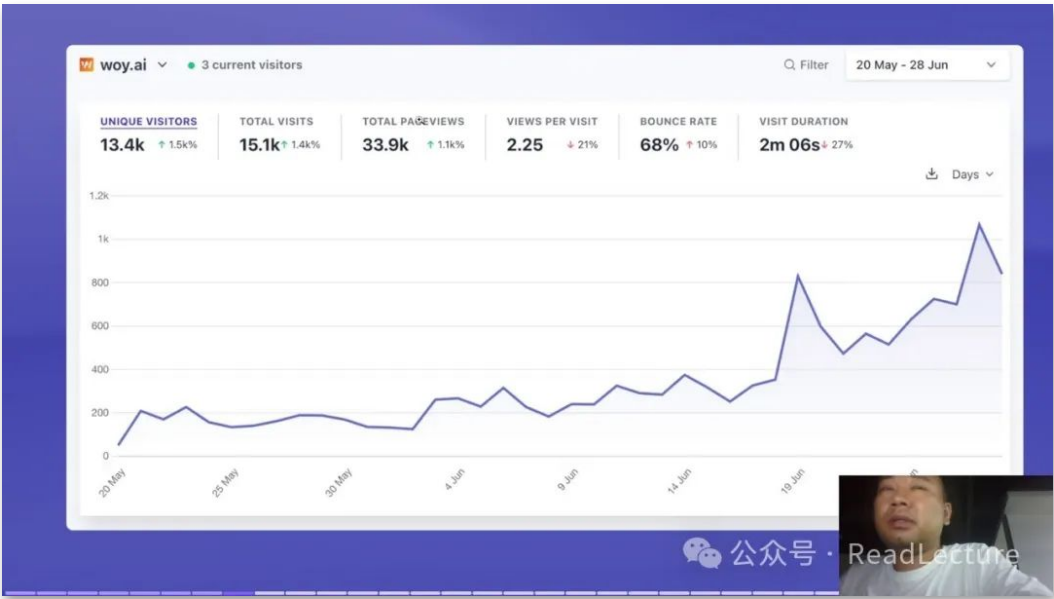 woy.ai
3 current visitors
Filter
20 May - 28 Jun
UNIQUE VISITORS
13.4k ↑ 1.5k%
TOTAL VISITS
15.1k↑ 1.4k%
TOTAL PAGEVIEWS
33.9k ↑ 1.1k%
VIEWS PER VISIT
2.25 ↓ 21%
BOUNCE RATE
68% ↑ 10%
VISIT DURATION
2m 06s↓ 27%
Days
1.2k
1k
800
600
400
200
0
20 May
25 May
30 May
4 Jun
9 Jun
14 Jun
19 Jun
公众号 · ReadLecture